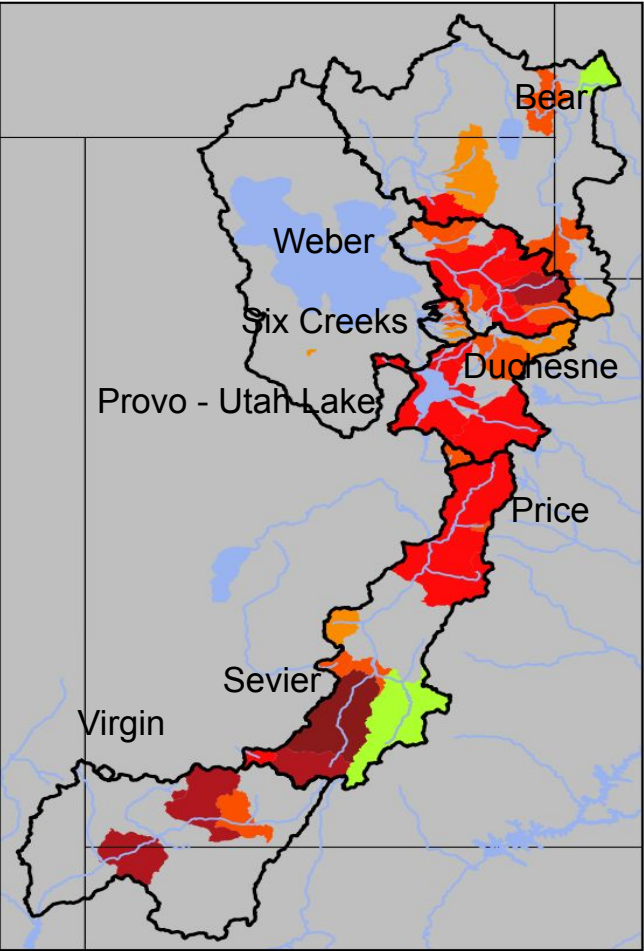 Bear
Weber
Six Creeks
Duchesne
Provo - Utah Lake
Price
Sevier
Virgin